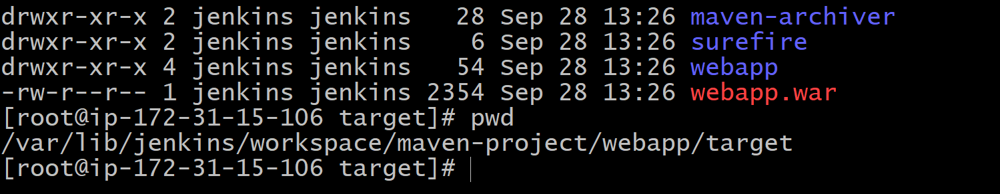 drwxr-xr-x 2 jenkins jenkins   28 Sep 28 13:26 maven-archiver
drwxr-xr-x 2 jenkins jenkins    6 Sep 28 13:26 surefire
drwxr-xr-x 4 jenkins jenkins   54 Sep 28 13:26 webapp
-rw-r--r-- 1 jenkins jenkins 2354 Sep 28 13:26 webapp.war
[root@ip-172-31-15-106 target]# pwd
/var/lib/jenkins/workspace/maven-project/webapp/target
[root@ip-172-31-15-106 target]#